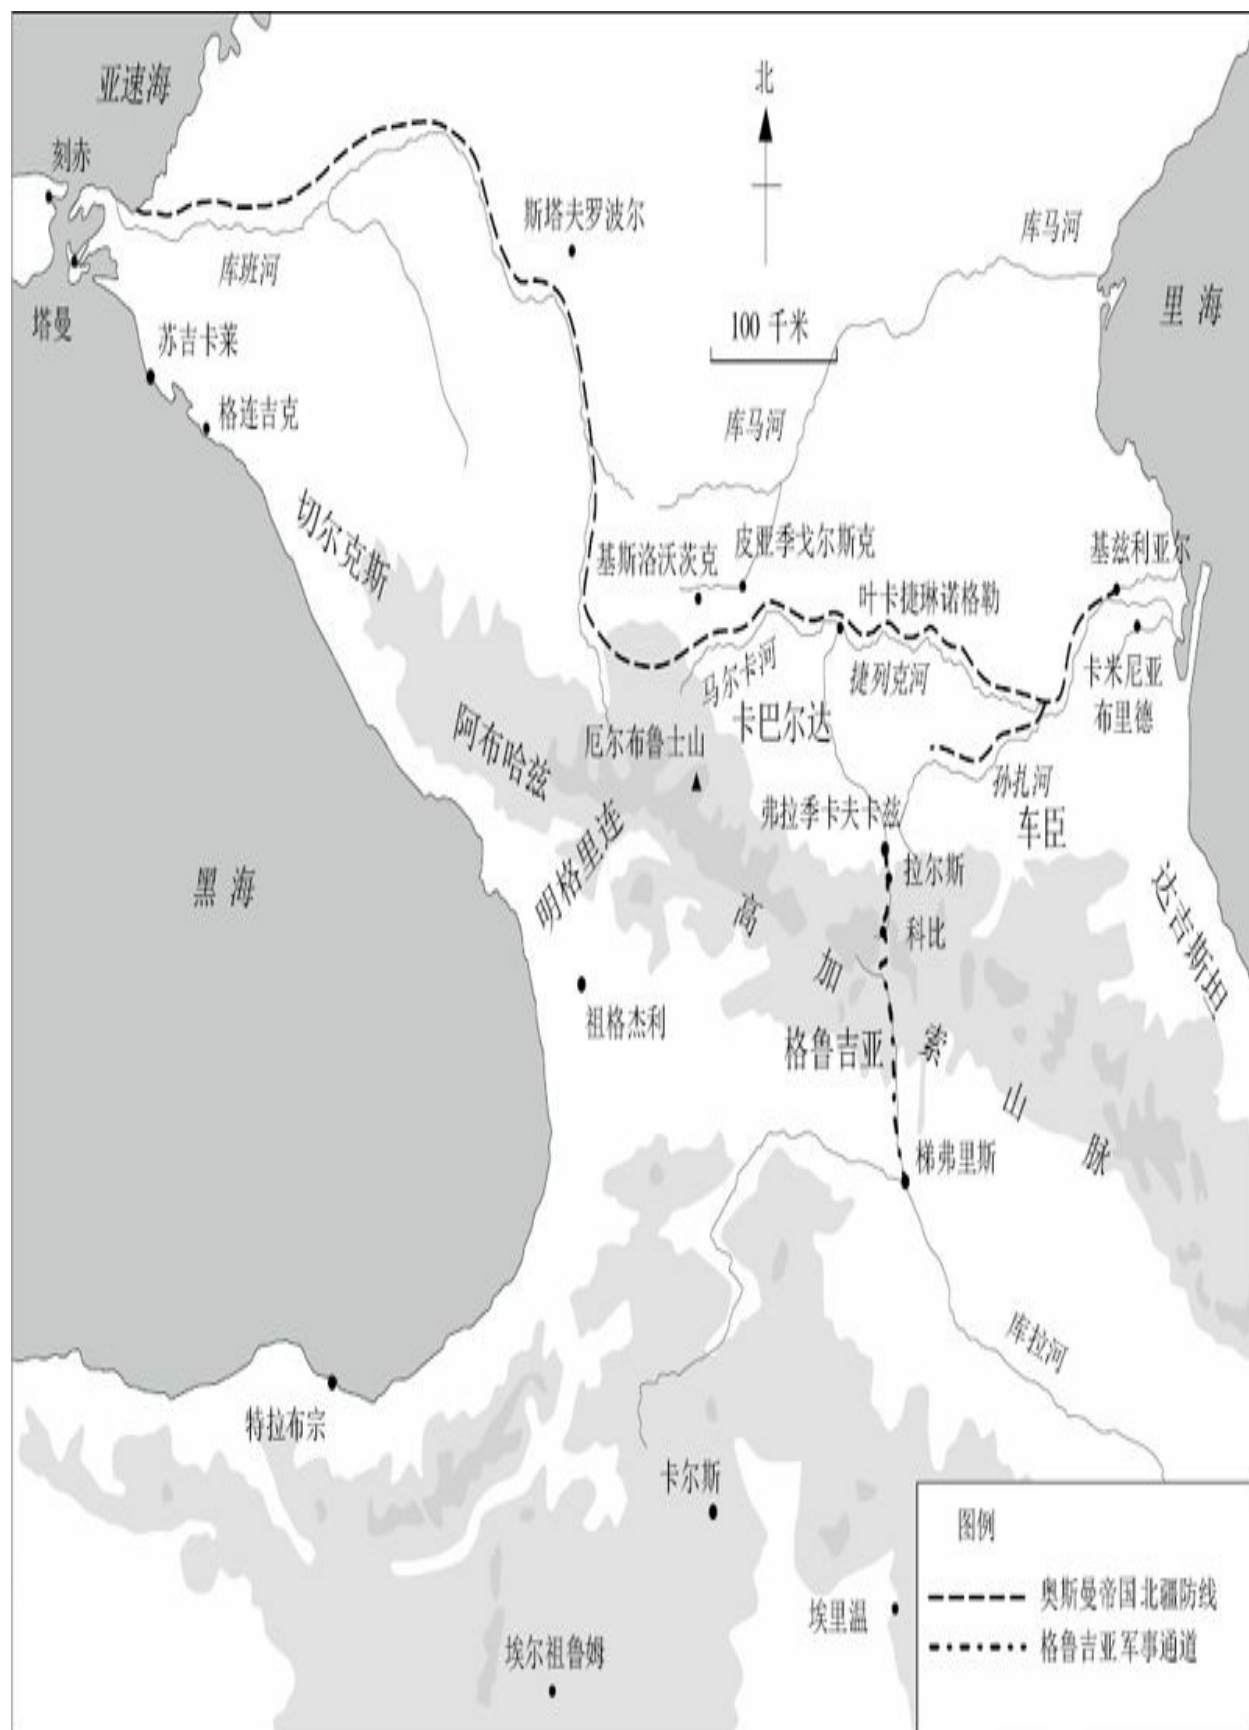 亚速海
北
刻赤
斯塔夫罗波尔
库马河
库班河
里海
塔曼
苏吉卡莱
100 千米
格连吉克
库马河
切尔克斯
基斯洛沃茨克
皮亚季戈尔斯克
基兹利亚尔
叶卡捷琳诺格勒
马尔卡河
捷列克河
卡米尼亚
布里德
卡巴尔达
阿布哈兹
厄尔布鲁士山
孙扎河
弗拉季卡夫卡兹
车臣
明格里连
拉尔斯
黑海
达吉斯坦
科比
高加索山脉
祖格杰利
格鲁吉亚
梯弗里斯
库拉河
特拉布宗
卡尔斯
埃里温
埃尔祖鲁姆
图例
奥斯曼帝国北疆防线
格鲁吉亚军事通道